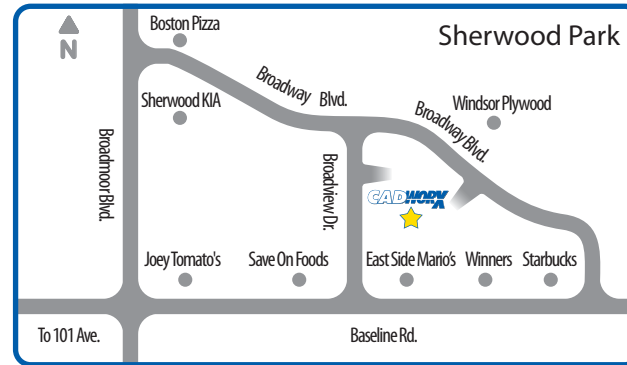 Boston Pizza
Sherwood Park
N
Broadway Blvd.
Sherwood KIA
Windsor Plywood
Broadway Blvd.
Broadmoor Blvd.
Broadview Dr.
CADWORX
Joey Tomato's
Save On Foods
East Side Mario's
Winners
Starbucks
To 101 Ave.
Baseline Rd.